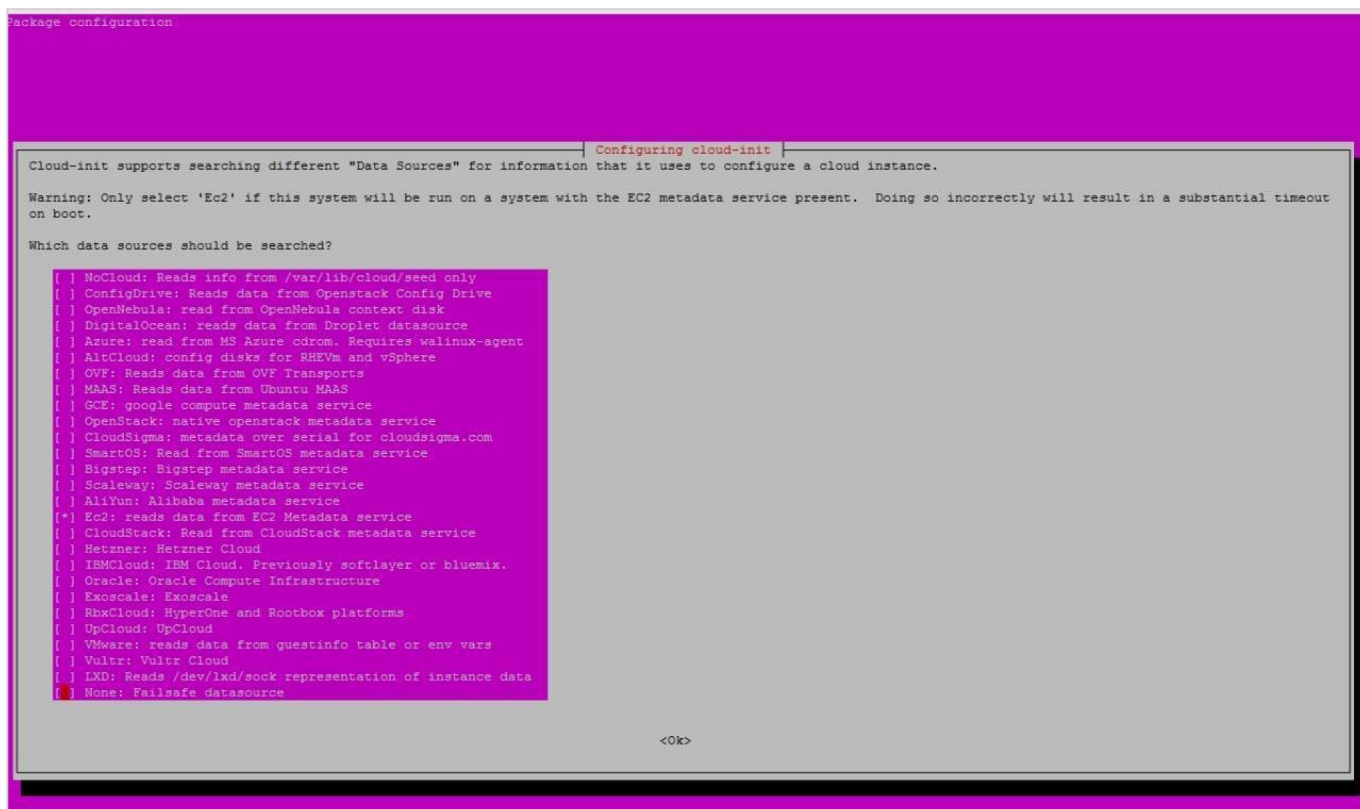 Package configuration
Configuring cloud-init
Cloud-init supports searching different "Data Sources" for information that it uses to configure a cloud instance.
Warning: Only select 'Ec2' if this system will be run on a system with the EC2 metadata service present.  Doing so incorrectly will result in a substantial timeout
on boot.
Which data sources should be searched?
[ ] NoCloud: Reads info from /var/lib/cloud/seed only
[ ] ConfigDrive: Reads data from Openstack Config Drive
[ ] OpenNebula: read from OpenNebula context disk
[ ] DigitalOcean: reads data from Droplet datasource
[ ] Azure: read from MS Azure cdrom. Requires walinux-agent
[ ] AltCloud: config disks for RHEVm and vSphere
[ ] OVF: Reads data from OVF Transports
[ ] MAAS: Reads data from Ubuntu MAAS
[ ] GCE: google compute metadata service
[ ] OpenStack: native openstack metadata service
[ ] CloudSigma: metadata over serial for cloudsigma.com
[ ] SmartOS: Read from SmartOS metadata service
[ ] Bigstep: Bigstep metadata service
[ ] Scaleway: Scaleway metadata service
[ ] AliYun: Alibaba metadata service
[*] Ec2: reads data from EC2 Metadata service
[ ] CloudStack: Read from CloudStack metadata service
[ ] Hetzner: Hetzner Cloud
[ ] IBMCloud: IBM Cloud. Previously softlayer or bluemix.
[ ] Oracle: Oracle Compute Infrastructure
[ ] Exoscale: Exoscale
[ ] RbxCloud: HyperOne and Rootbox platforms
[ ] UpCloud: UpCloud
[ ] VMware: reads data from guestinfo table or env vars
[ ] Vultr: Vultr Cloud
[ ] LXD: Reads /dev/lxd/sock representation of instance data
[ ] None: Failsafe datasource
<Ok>